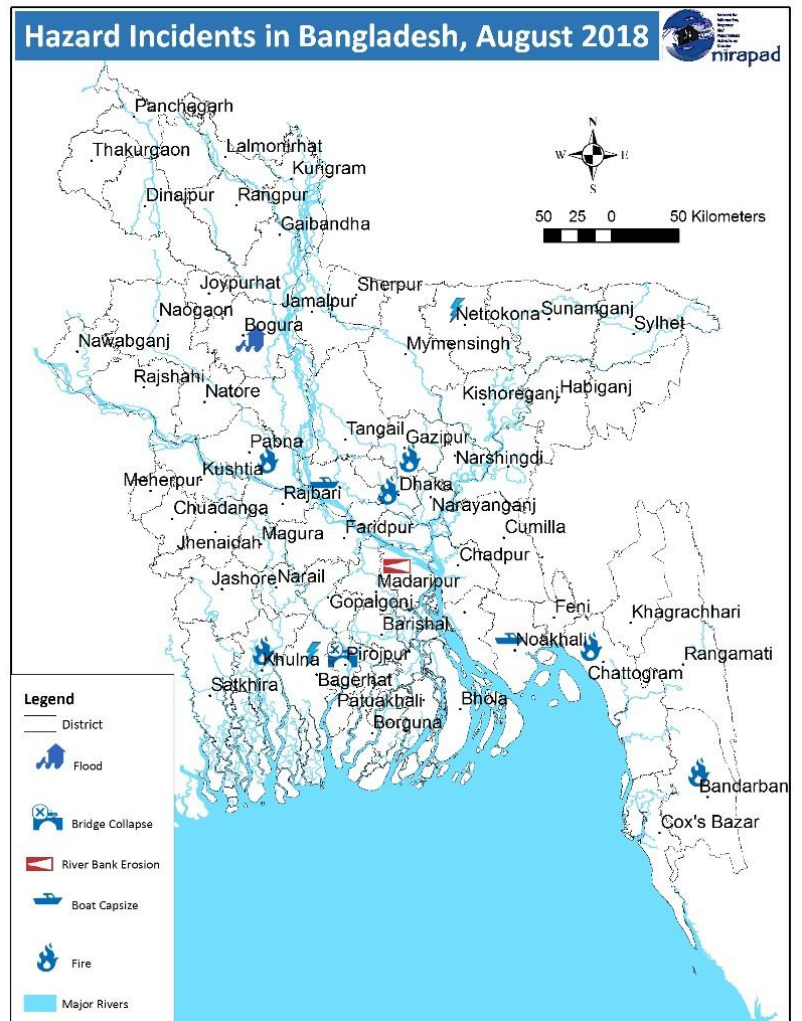 Hazard Incidents in Bangladesh, August 2018
nirapad
Panchagarh
Thakurgaon
Lalmonirhat
Kurigram
N
W E
S
Dinajpur
Rangpur
50 25 0 50 Kilometers
Gaibandha
Joypurhat
Sherpur
Naogaon
Jamalpur
Netrokona
Sunamganj
Sylhet
Bogura
Nawabganj
Mymensingh
Rajshahi
Natore
Kishoreganj
Habiganj
Tangail
Gazipur
Pabna
Narshingdi
Kushtia
Meherpur
Dhaka
Rajbari
Narayanganj
Chuadanga
Faridpur
Cumilla
Magura
Jhenaidah
Chadpur
Jashore
Narail
Madaripur
Gopalgonj
Feni
Khagrachhari
Barishal
Noakhali
Khulna
Pirojpur
Rangamati
Chattogram
Bagerhat
Satkhira
Patuakhali
Bhola
Borguna
Bandarban
Cox's Bazar
Legend
District
Flood
Bridge Collapse
River Bank Erosion
Boat Capsize
Fire
Major Rivers